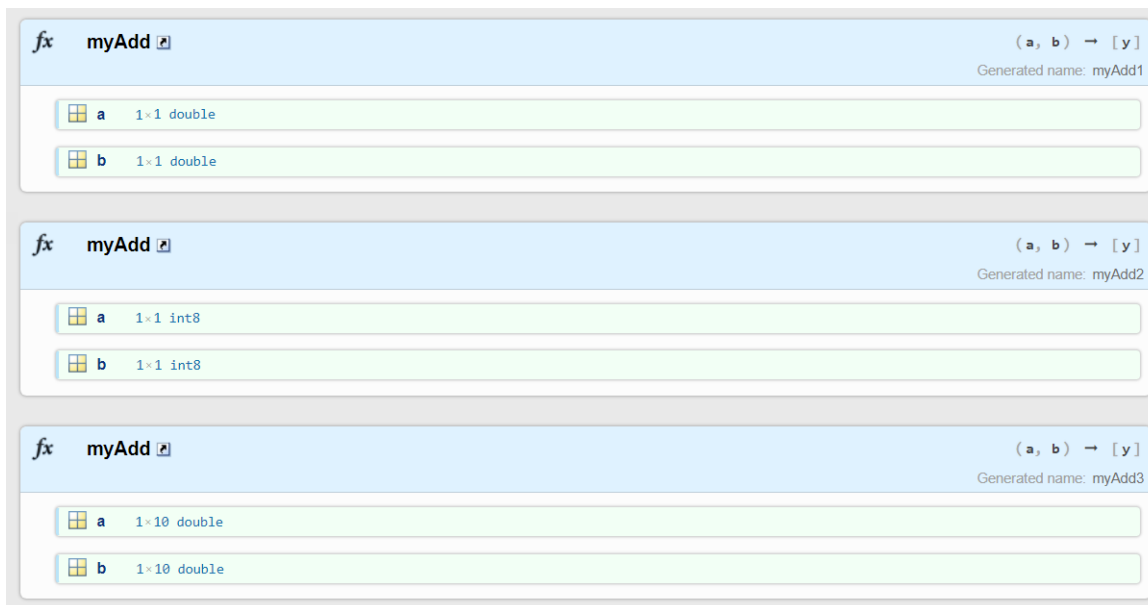 fx myAdd (a, b) → [y]
Generated name: myAdd1
a 1×1 double
b 1×1 double
fx myAdd (a, b) → [y]
Generated name: myAdd2
a 1×1 int8
b 1×1 int8
fx myAdd (a, b) → [y]
Generated name: myAdd3
a 1×10 double
b 1×10 double